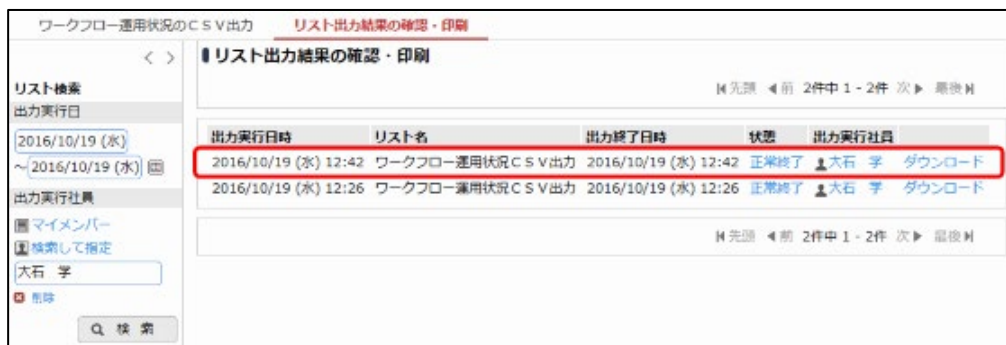 ワークフロー運用状況のCSV出力 リスト出力結果の確認・印刷
リスト検索
出力実行日
2016/10/19 (水)
～2016/10/19 (水)
出力実行社員
マイメンバー
検索して指定
大石 学
削除
検 索
リスト出力結果の確認・印刷
先頭 前 2件中 1 - 2件 次 最後
出力実行日時 リスト名 出力終了日時 状態 出力実行社員
2016/10/19 (水) 12:42 ワークフロー運用状況CSV出力 2016/10/19 (水) 12:42 正常終了 大石 学 ダウンロード
2016/10/19 (水) 12:26 ワークフロー運用状況CSV出力 2016/10/19 (水) 12:26 正常終了 大石 学 ダウンロード
先頭 前 2件中 1 - 2件 次 最後